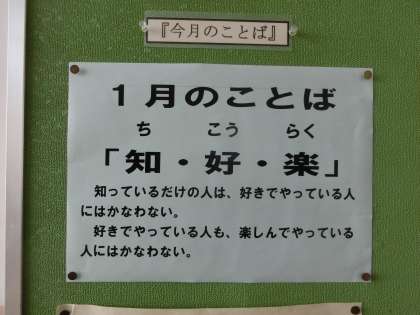 『今月のことば』
1月のことば
ち こう らく
「知・好・楽」
知っているだけの人は、好きでやっている人
にはかなわない。
好きでやっている人も、楽しんでやっている
人にはかなわない。